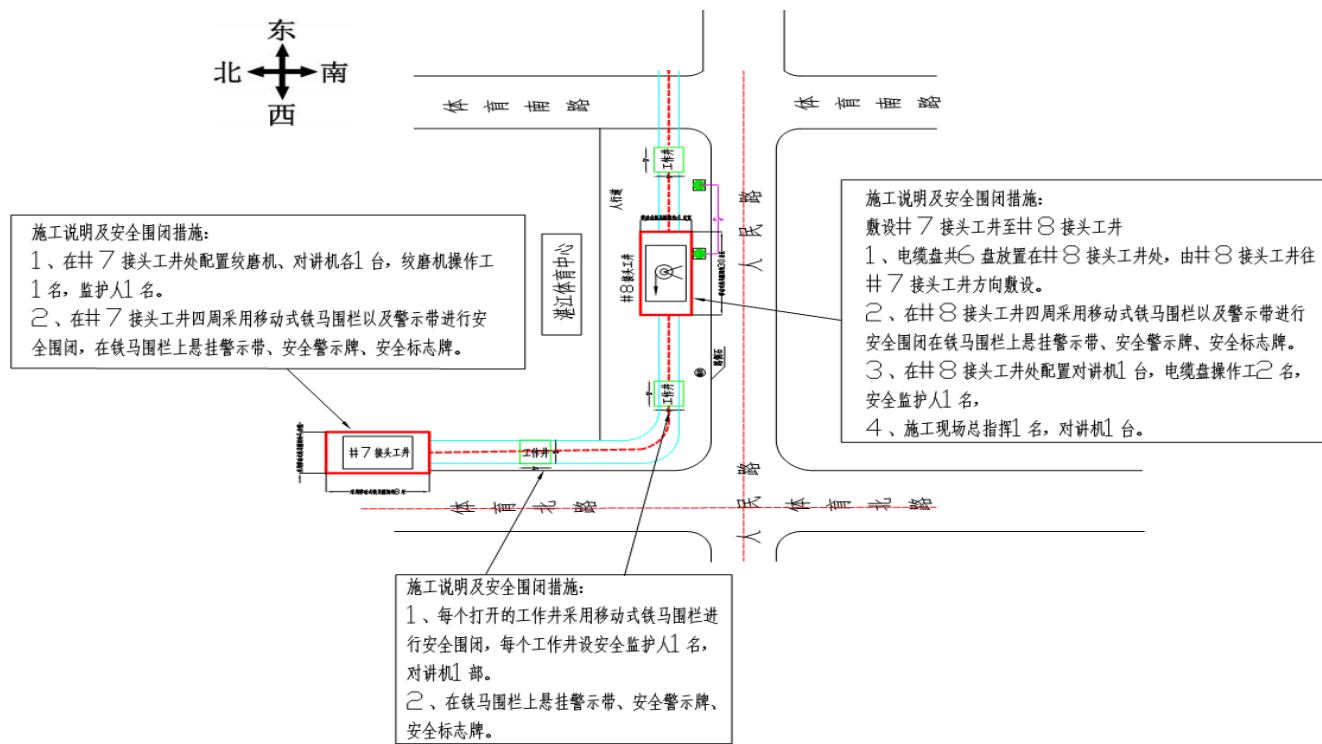 东
北 南
西
体育南路
体育南路
工作井
人行道
人民路
湛江体育中心
#8接头工井
施工说明及安全围闭措施:
1、在#7接头工井处配置绞磨机、对讲机各1台,绞磨机操作工
1名,监护人1名。
2、在#7接头工井四周采用移动式铁马围栏以及警示带进行安
全围闭,在铁马围栏上悬挂警示带、安全警示牌、安全标志牌。
施工说明及安全围闭措施:
敷设#7接头工井至#8接头工井
1、电缆盘共6盘放置在#8接头工井处,由#8接头工井往
#7接头工井方向敷设。
2、在#8接头工井四周采用移动式铁马围栏以及警示带进行
安全围闭在铁马围栏上悬挂警示带、安全警示牌、安全标志牌。
3、在#8接头工井处配置对讲机1台,电缆盘操作工2名,
安全监护人1名,
4、施工现场总指挥1名,对讲机1台。
工作井
#7接头工井
工作井
体育北路
人民路
体育北路
施工说明及安全围闭措施:
1、每个打开的工作井采用移动式铁马围栏进
行安全围闭,每个工作井设安全监护人1名,
对讲机1部。
2、在铁马围栏上悬挂警示带、安全警示牌、
安全标志牌。